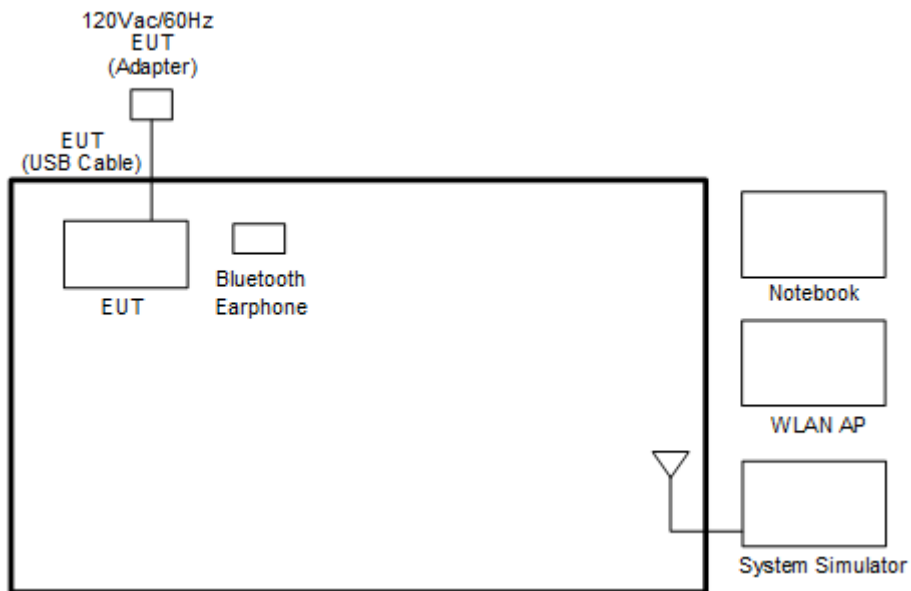 120Vac/60Hz
EUT
(Adapter)
EUT
(USB Cable)
EUT
Bluetooth
Earphone
Notebook
WLAN AP
System Simulator